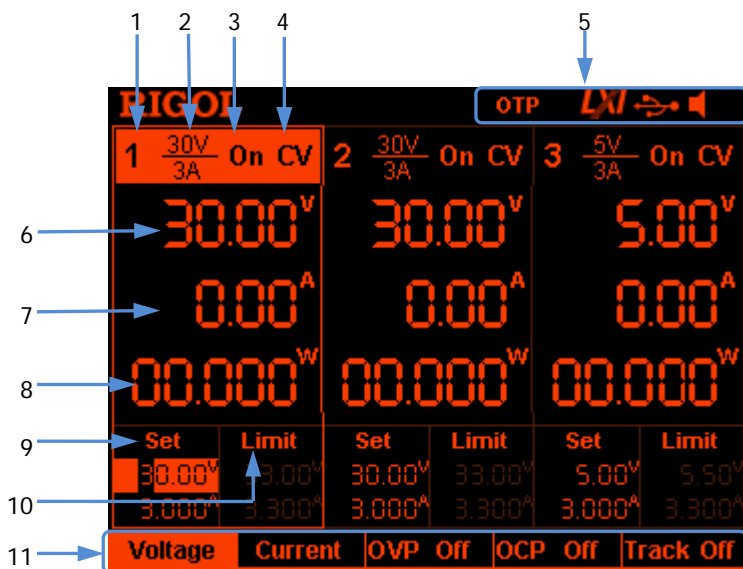 1 2 3 4 5
RIGOL OTP LXI
1 30V/3A On CV 2 30V/3A On CV 3 5V/3A On CV
6 30.00V 30.00V 5.00V
7 0.00A 0.00A 0.00A
8 00.000W 00.000W 00.000W
9 Set Limit Set Limit Set Limit
30.00V 33.00V 30.00V 33.00V 5.00V 5.50V
10 3.000A 3.300A 3.000A 3.300A 3.000A 3.300A
11 Voltage Current OVP Off OCP Off Track Off